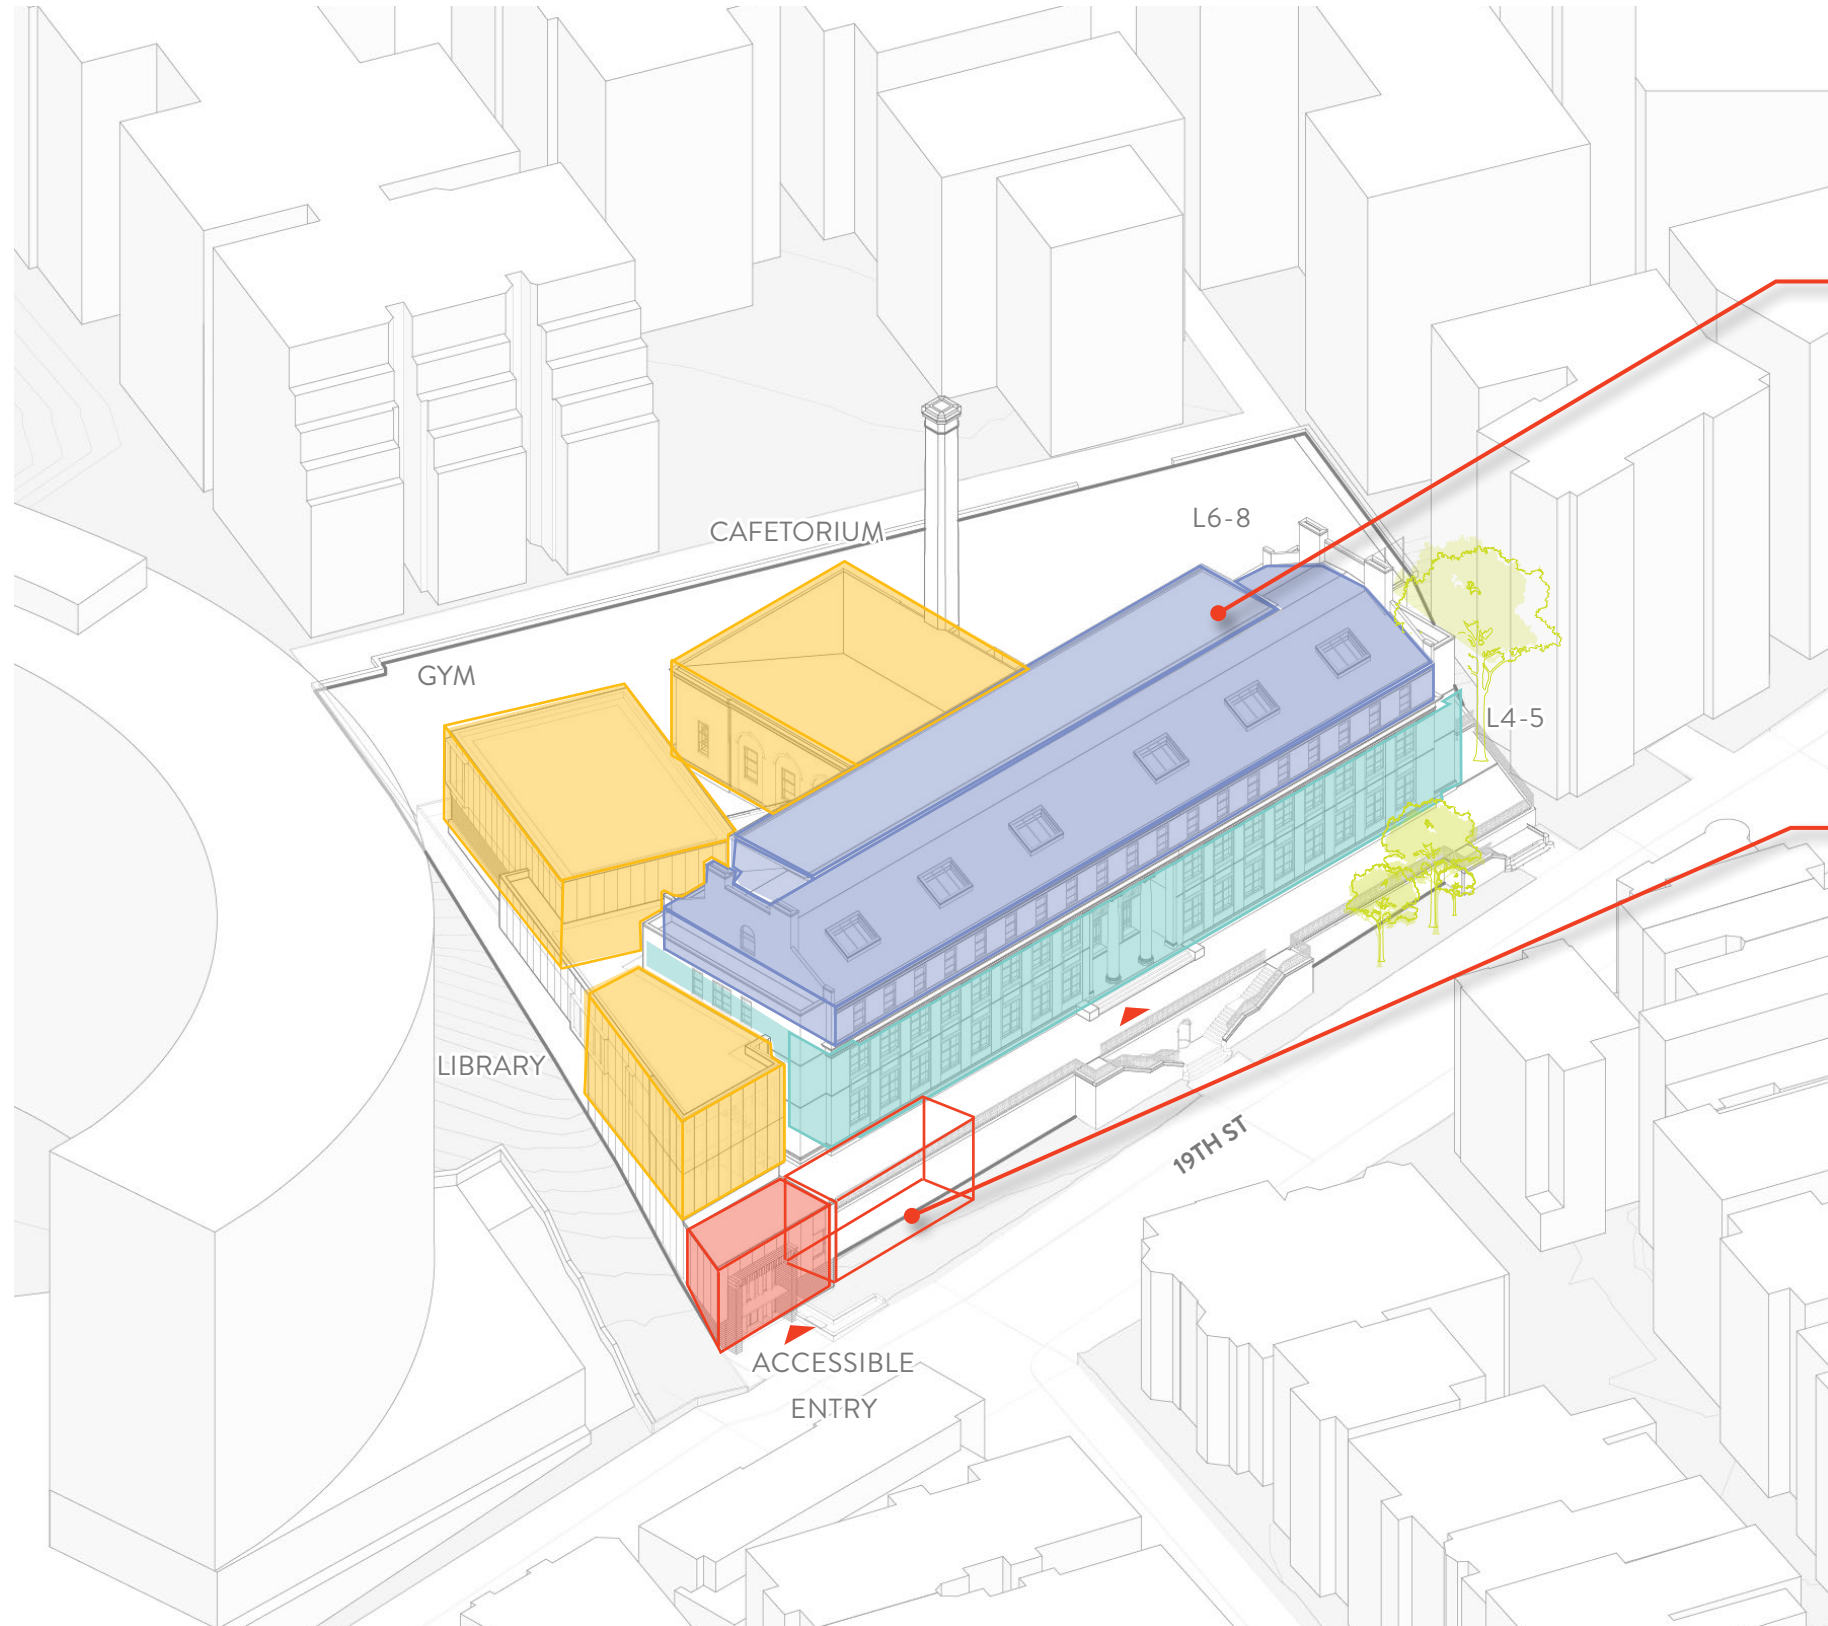 L6-8
CAFETORIUM
GYM
L4-5
LIBRARY
19TH ST
ACCESSIBLE
ENTRY